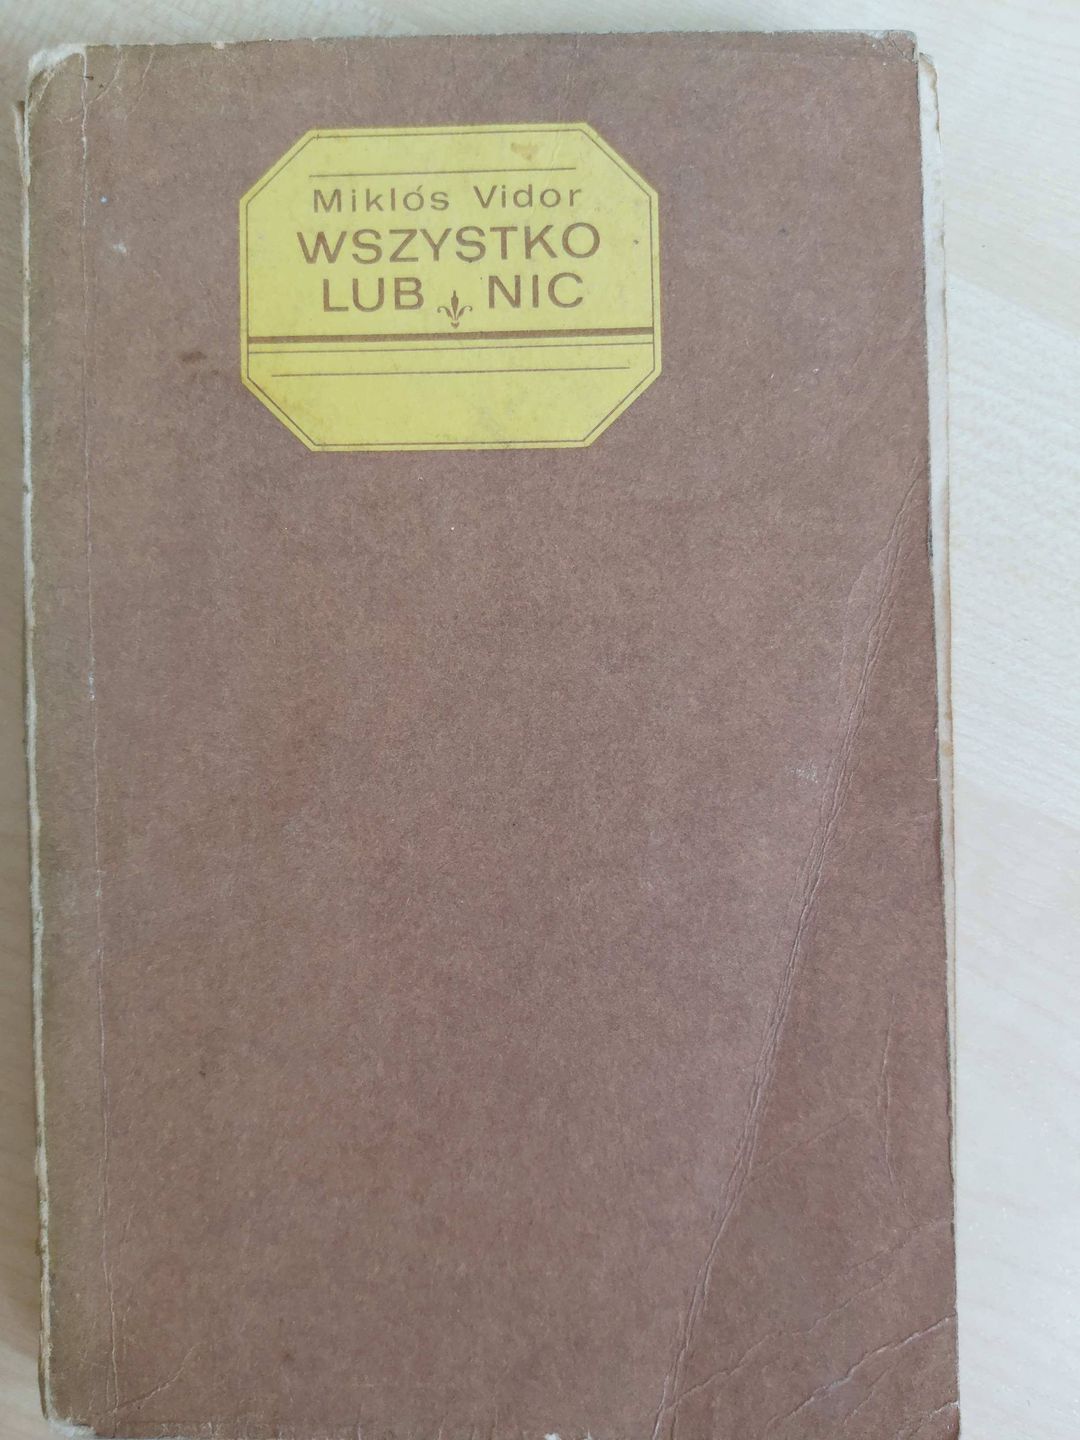 Miklós Vidor
WSZYSTKO
LUB NIC